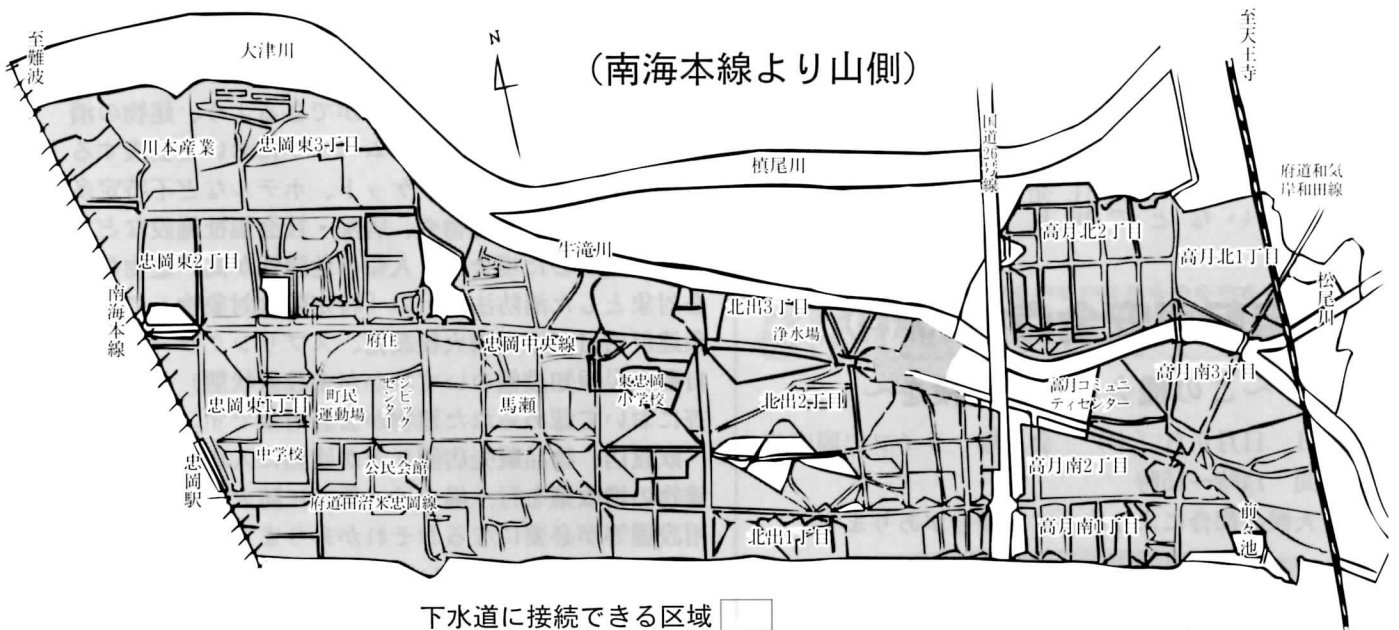 (南海本線より山側)
至難波
大津川
N
至天王寺
国道26号線
槙尾川
府道和気
岸和田線
川本産業
忠岡東3丁目
高月北2丁目
高月北1丁目
松尾川
忠岡東2丁目
牛滝川
南海本線
北出3丁目
浄水場
府住
忠岡中央線
高月南3丁目
高月コミュニ
ティセンター
東忠岡
小学校
忠岡東1丁目
町民
運動場
シビック
センター
馬瀬
北出2丁目
中学校
公民会館
高月南2丁目
忠岡駅
府道田治米忠岡線
北出1丁目
高月南1丁目
前ヶ池
下水道に接続できる区域